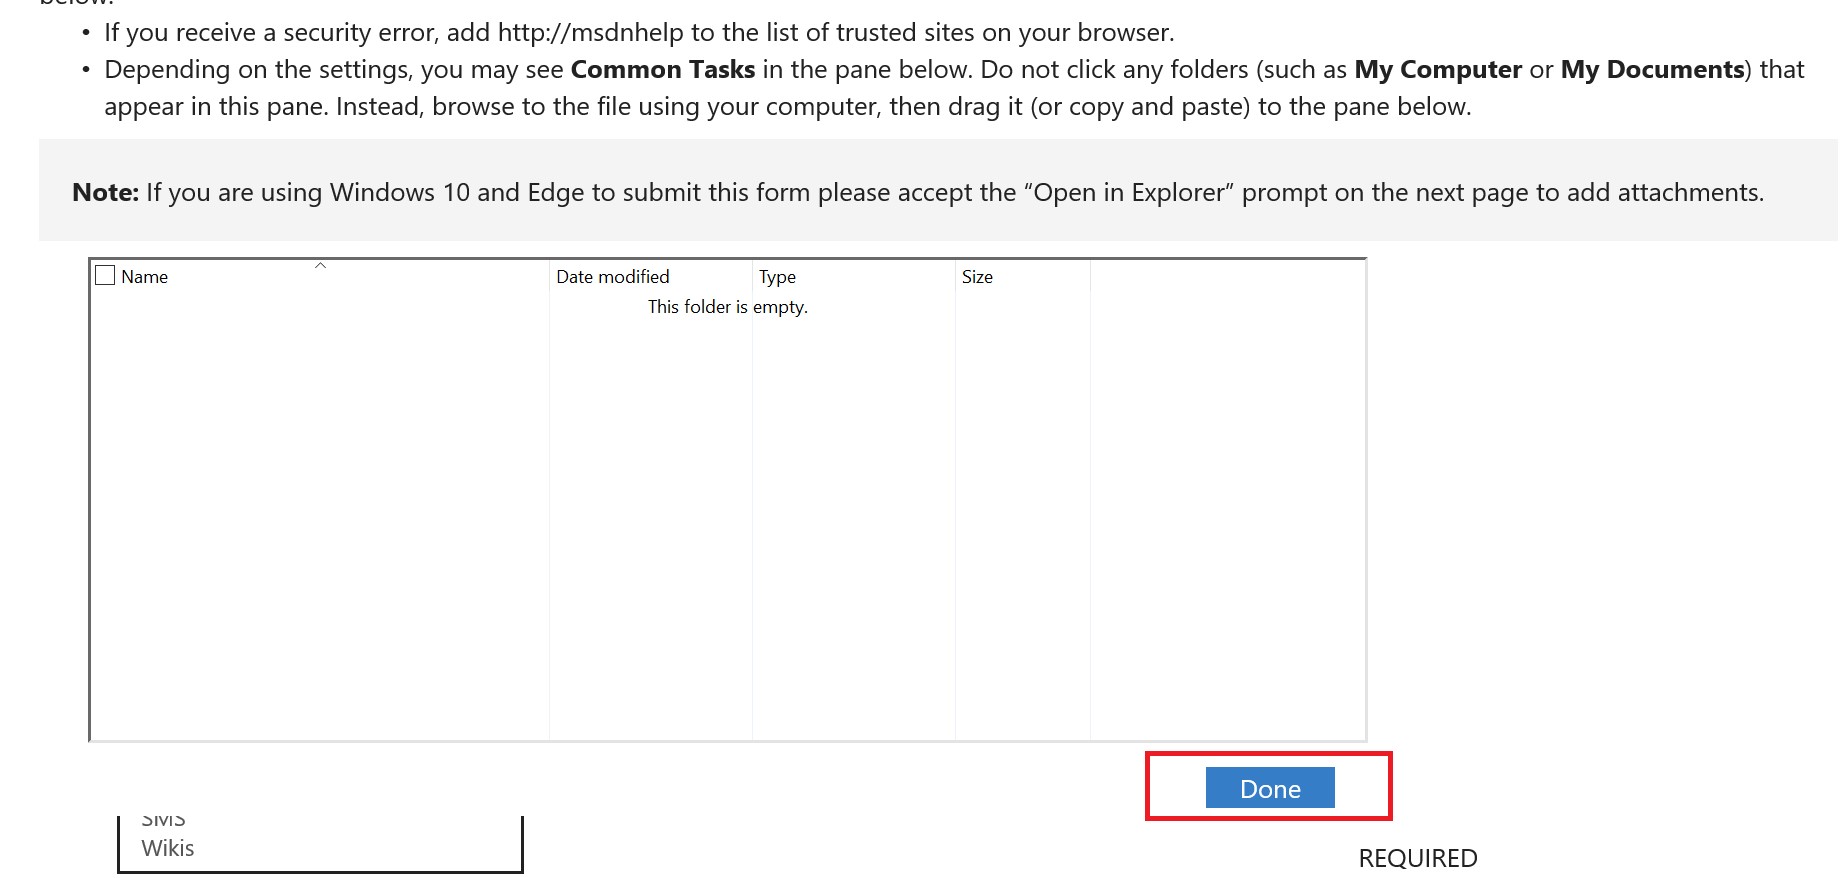 below.
• If you receive a security error, add http://msdnhelp to the list of trusted sites on your browser.
• Depending on the settings, you may see Common Tasks in the pane below. Do not click any folders (such as My Computer or My Documents) that
appear in this pane. Instead, browse to the file using your computer, then drag it (or copy and paste) to the pane below.
Note: If you are using Windows 10 and Edge to submit this form please accept the “Open in Explorer” prompt on the next page to add attachments.
Name Date modified Type Size
This folder is empty.
Done
SMS
Wikis
REQUIRED